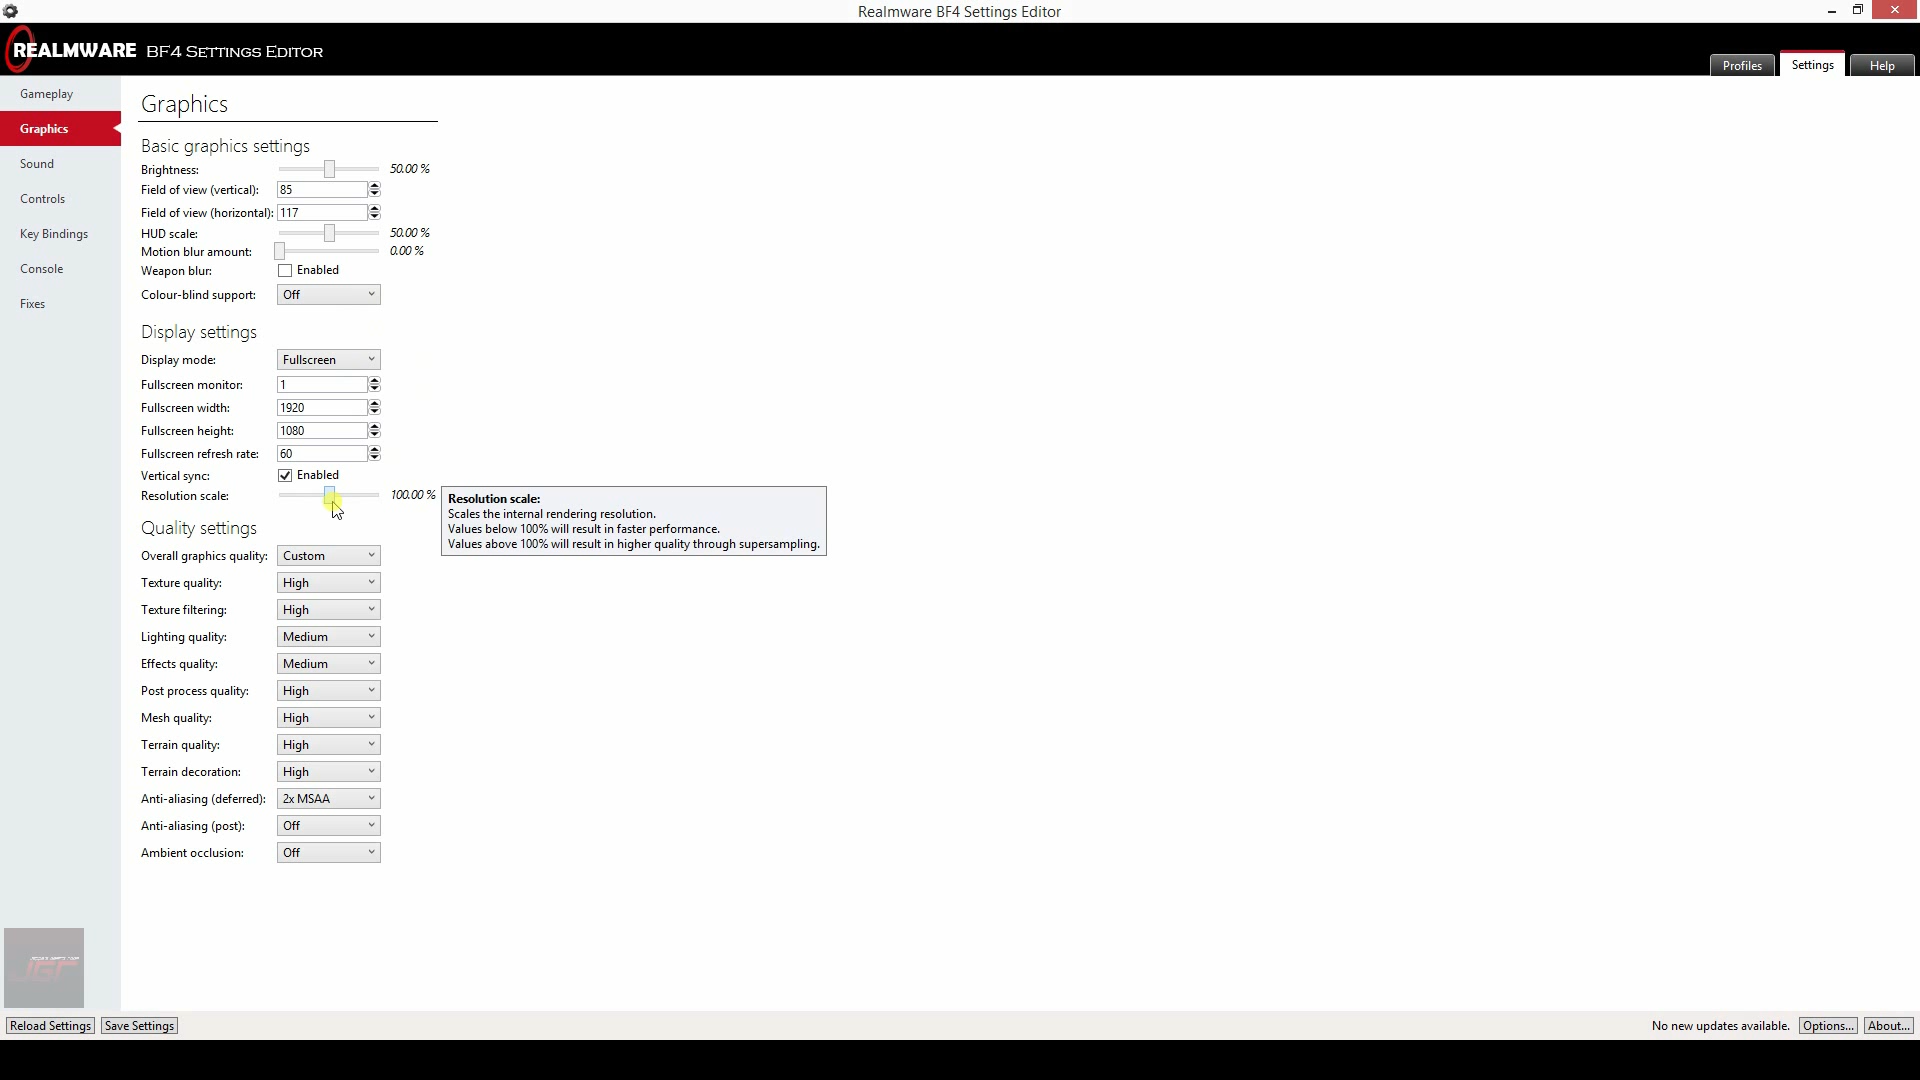 Realmware BF4 Settings Editor
REALMWARE BF4 SETTINGS EDITOR
Profiles Settings Help
Gameplay
Graphics
Sound
Controls
Key Bindings
Console
Fixes
Graphics
Basic graphics settings
Brightness: 50.00 %
Field of view (vertical): 85
Field of view (horizontal): 117
HUD scale: 50.00 %
Motion blur amount: 0.00 %
Weapon blur: Enabled
Colour-blind support: Off
Display settings
Display mode: Fullscreen
Fullscreen monitor: 1
Fullscreen width: 1920
Fullscreen height: 1080
Fullscreen refresh rate: 60
Vertical sync: Enabled
Resolution scale: 100.00 %
Resolution scale:
Scales the internal rendering resolution.
Values below 100% will result in faster performance.
Values above 100% will result in higher quality through supersampling.
Quality settings
Overall graphics quality: Custom
Texture quality: High
Texture filtering: High
Lighting quality: Medium
Effects quality: Medium
Post process quality: High
Mesh quality: High
Terrain quality: High
Terrain decoration: High
Anti-aliasing (deferred): 2x MSAA
Anti-aliasing (post): Off
Ambient occlusion: Off
JGF
Reload Settings Save Settings No new updates available. Options... About...